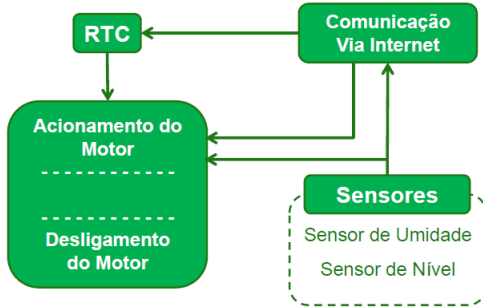 RTC
Comunicação
Via Internet
Acionamento do
Motor
Desligamento
do Motor
Sensores
Sensor de Umidade
Sensor de Nível